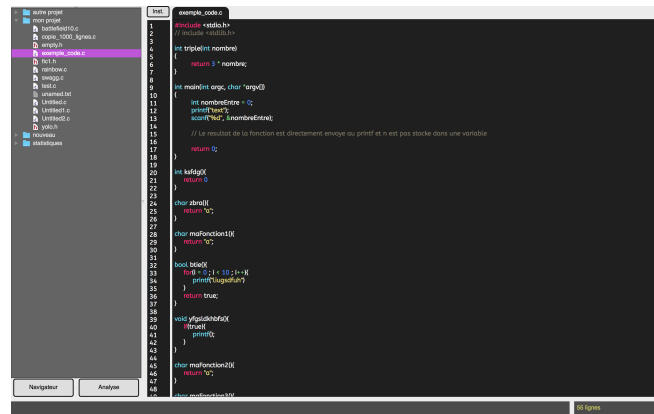 autre projet
mon projet
battlefield10.c
copie_1000_lignes.c
empty.h
exemple_code.c
fic1.h
rainbow.c
swagg.c
test.c
unamed.txt
Untitled.c
Untitled1.c
Untitled2.c
yolo.h
nouveau
statistiques
Navigateur
Analyse
Inst.
exemple_code.c
1 #include <stdio.h>
2 // include <stdlib.h>
3
4 int triple(int nombre)
5 {
6 return 3 * nombre;
7 }
8
9 int main(int argc, char *argv[])
10 {
11 int nombreEntre = 0;
12 printf("text");
13 scanf("%d", &nombreEntre);
14
15 // Le resultat de la fonction est directement envoye au printf et n est pas stocke dans une variable
16
17 return 0;
18 }
19
20 int ksfdg(){
21 return 0
22 }
23
24 char zbra(){
25 return "a";
26 }
27
28 char maFonction1(){
29 return "a";
30 }
31
32 bool btie(){
33 for(i = 0 ; i < 10 ; i++){
34 printf("liugsdfuh")
35 }
36 return true;
37 }
38
39 void yfgsldkhbfs(){
40 if(true){
41 printf();
42 }
43 }
44
45 char maFonction2(){
46 return "a";
47 }
48
56 lignes